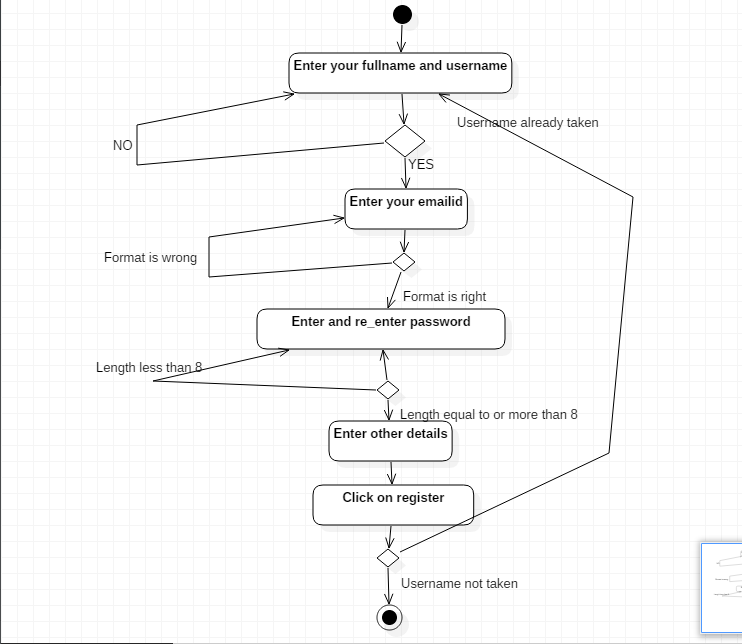 Enter your fullname and username
Username already taken
NO
YES
Enter your emailid
Format is wrong
Format is right
Enter and re_enter password
Length less than 8
Length equal to or more than 8
Enter other details
Click on register
Username not taken